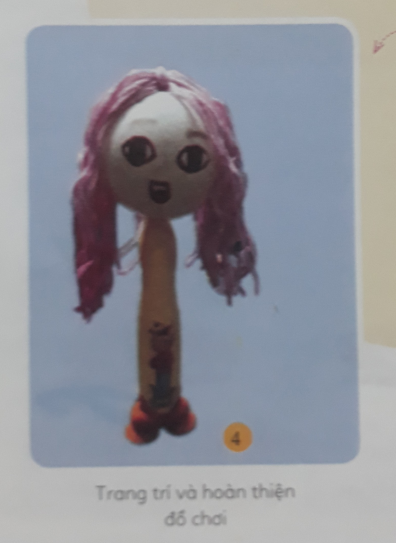 4
Trang trí và hoàn thiện
đồ chơi